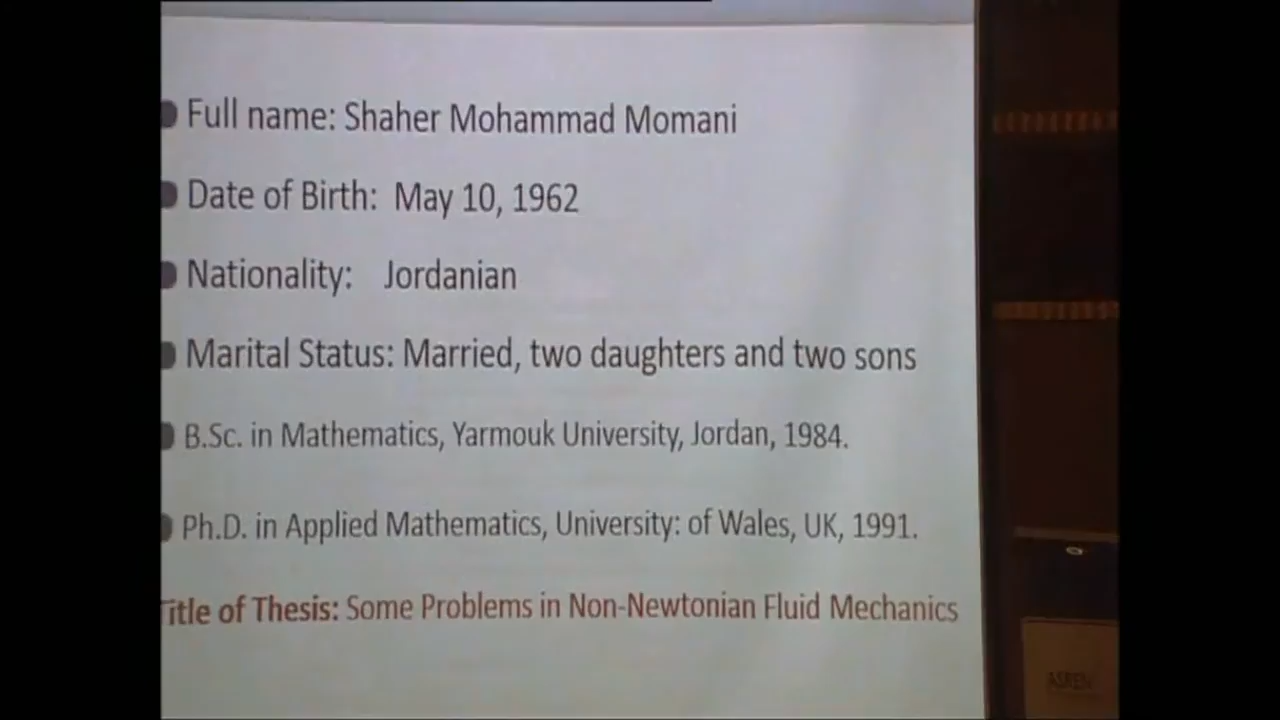 Full name: Shaher Mohammad Momani
Date of Birth: May 10, 1962
Nationality: Jordanian
Marital Status: Married, two daughters and two sons
B.Sc. in Mathematics, Yarmouk University, Jordan, 1984.
Ph.D. in Applied Mathematics, University: of Wales, UK, 1991.
Title of Thesis: Some Problems in Non-Newtonian Fluid Mechanics
ASREN